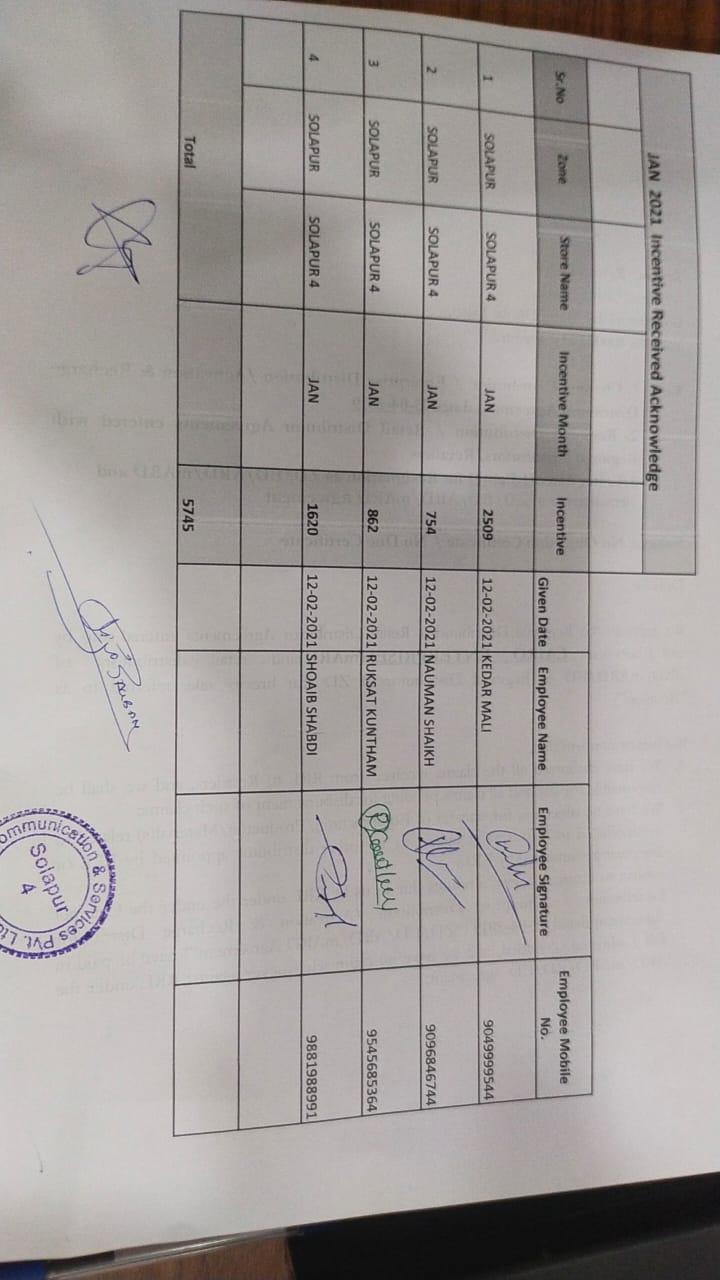 JAN 2021 Incentive Received Acknowledge
Sr.No Zone Store Name Incentive Month Incentive Given Date Employee Name Employee Signature Employee Mobile No.
1 SOLAPUR SOLAPUR 4 JAN 2509 12-02-2021 KEDAR MALI 9049999544
2 SOLAPUR SOLAPUR 4 JAN 754 12-02-2021 NAUMAN SHAIKH 9096846744
3 SOLAPUR SOLAPUR 4 JAN 862 12-02-2021 RUKSAT KUNTHAM 9545685364
4 SOLAPUR SOLAPUR 4 JAN 1620 12-02-2021 SHOAIB SHABDI 9881988991
Total 5745
ommunication & Services Pvt. Lt
Solapur
4